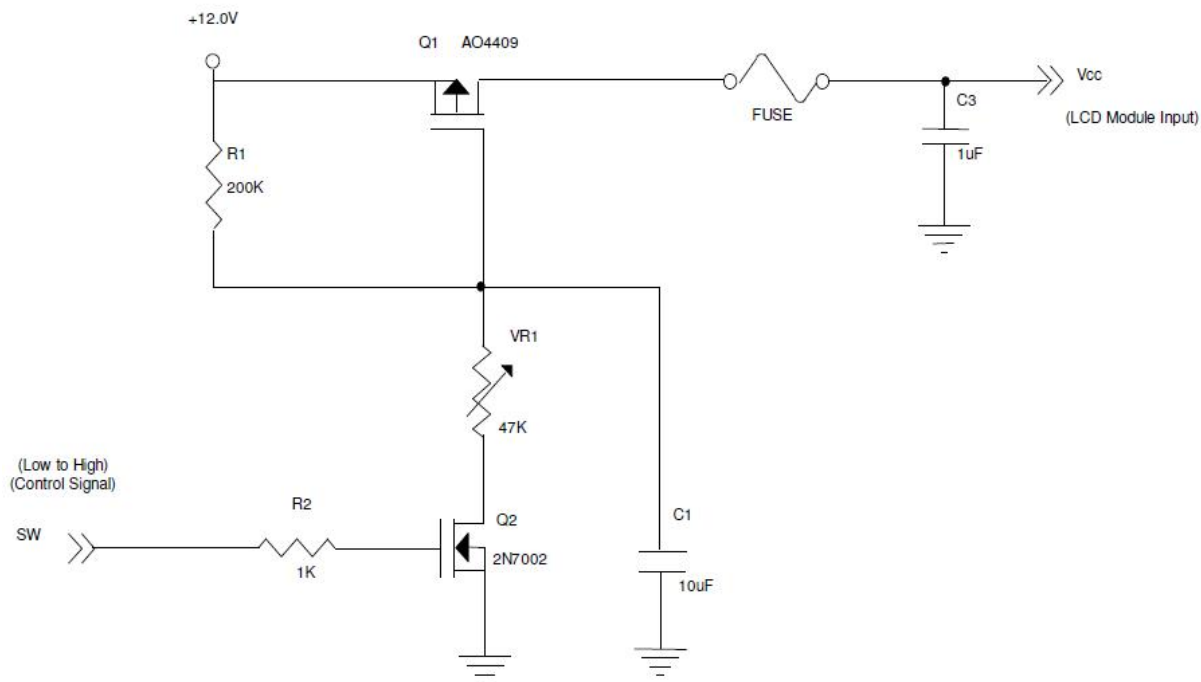 +12.0V
Q1 AO4409
FUSE
Vcc
(LCD Module Input)
C3
1uF
R1
200K
VR1
47K
(Low to High)
(Control Signal)
SW
R2
1K
Q2
2N7002
C1
10uF